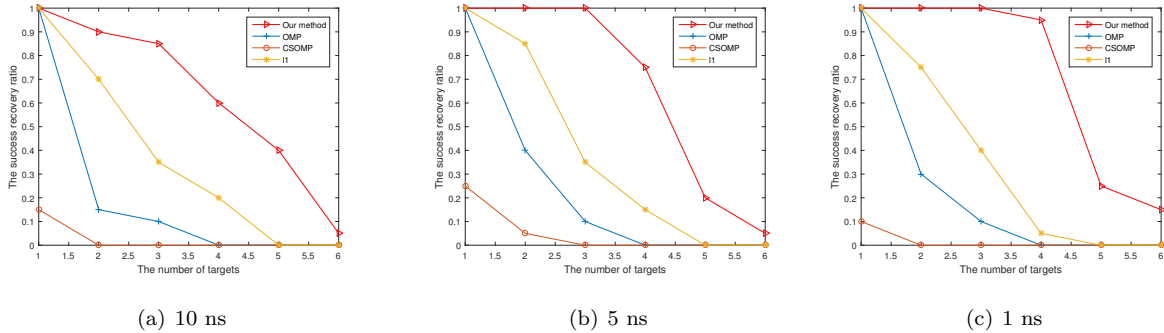 1
0.9
0.8
0.7
0.6
0.5
0.4
0.3
0.2
0.1
0
The success recovery ratio
1 1.5 2 2.5 3 3.5 4 4.5 5 5.5 6
The number of targets
Our method
OMP
CSOMP
l1
(a) 10 ns
1
0.9
0.8
0.7
0.6
0.5
0.4
0.3
0.2
0.1
0
The success recovery ratio
1 1.5 2 2.5 3 3.5 4 4.5 5 5.5 6
The number of targets
Our method
OMP
CSOMP
l1
(b) 5 ns
1
0.9
0.8
0.7
0.6
0.5
0.4
0.3
0.2
0.1
0
The success recovery ratio
1 1.5 2 2.5 3 3.5 4 4.5 5 5.5 6
The number of targets
Our method
OMP
CSOMP
l1
(c) 1 ns